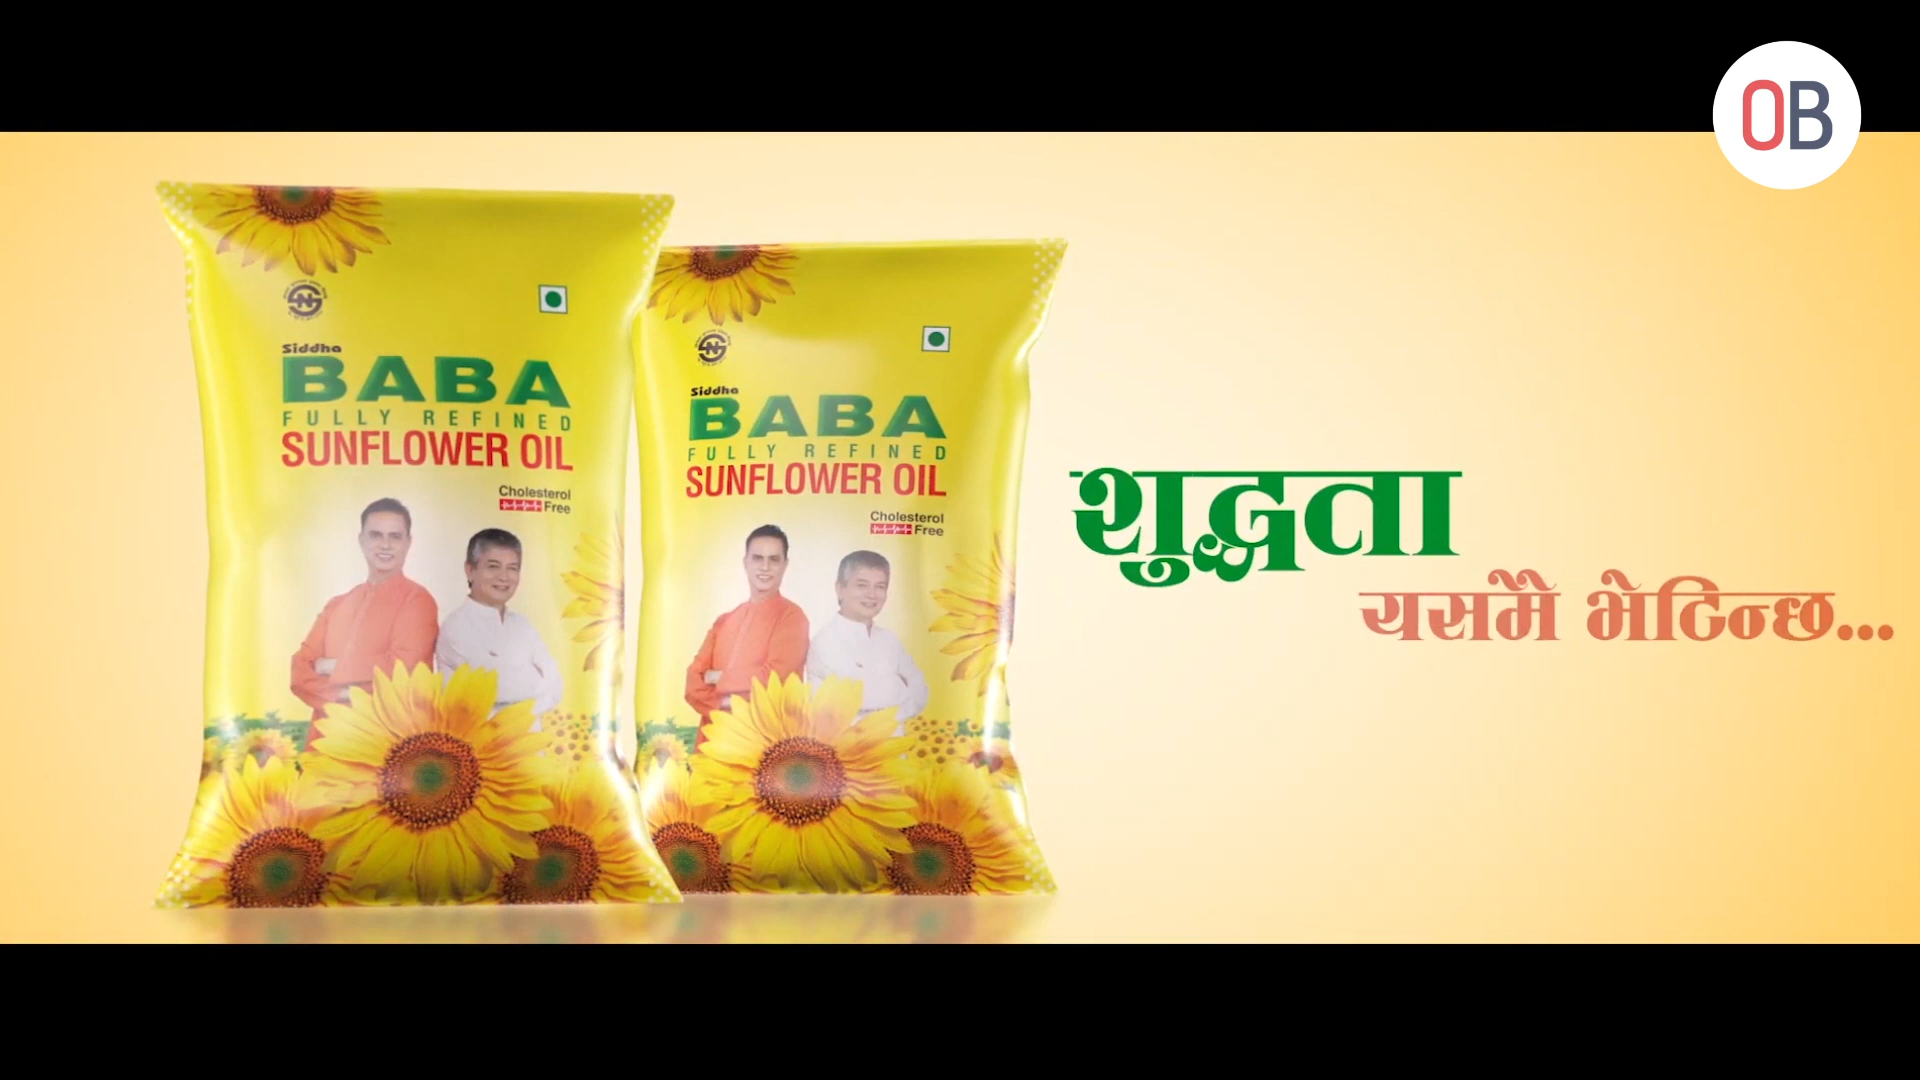 OB
Siddha
BABA
FULLY REFINED
SUNFLOWER OIL
Cholesterol
Free
Siddha
BABA
FULLY REFINED
SUNFLOWER OIL
Cholesterol
Free
शुद्धता
यसमै भेटिन्छ...